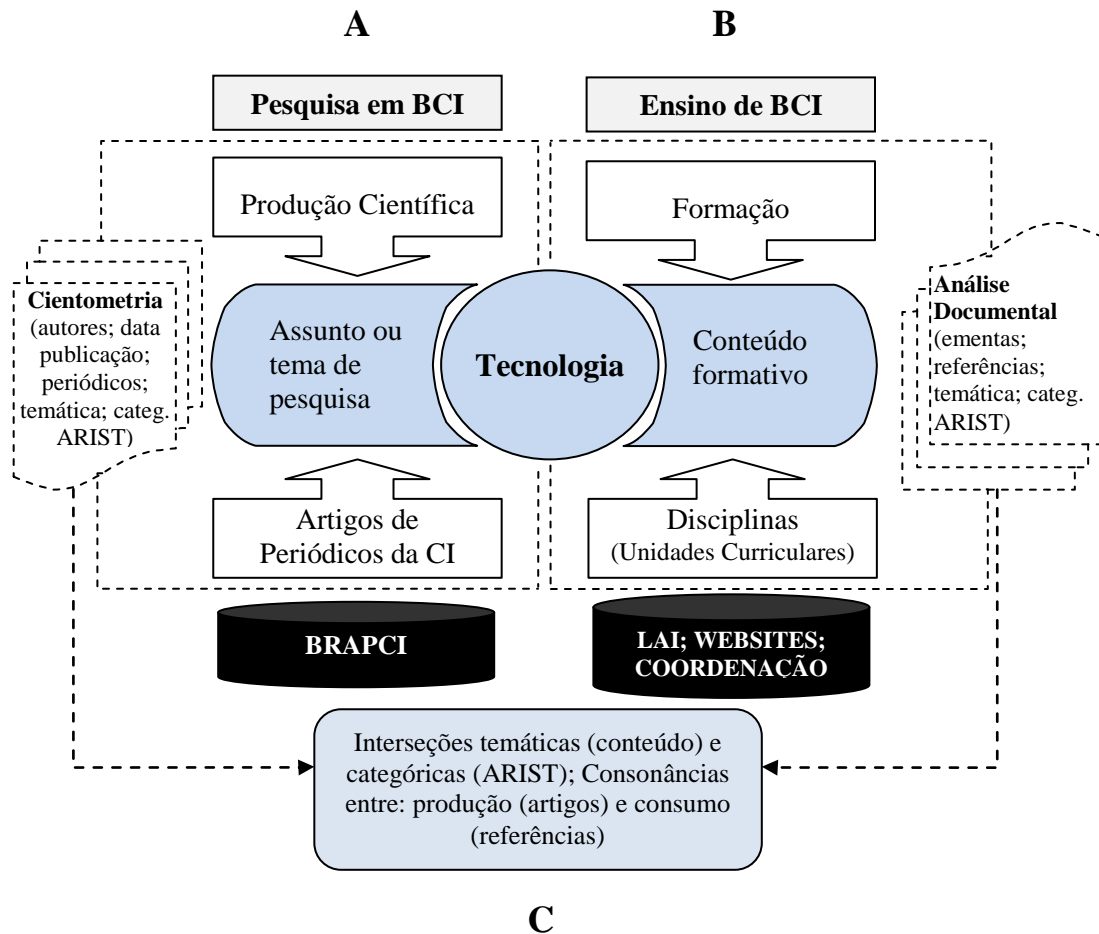 A
B
Pesquisa em BCI
Ensino de BCI
Produção Científica
Formação
Cientometria
(autores; data
publicação;
periódicos;
temática; categ.
ARIST)
Assunto ou
tema de
pesquisa
Tecnologia
Conteúdo
formativo
Análise
Documental
(ementas;
referências;
temática; categ.
ARIST)
Artigos de
Periódicos da CI
Disciplinas
(Unidades Curriculares)
BRAPCI
LAI; WEBSITES;
COORDENAÇÃO
Interseções temáticas (conteúdo) e
categóricas (ARIST); Consonâncias
entre: produção (artigos) e consumo
(referências)
C